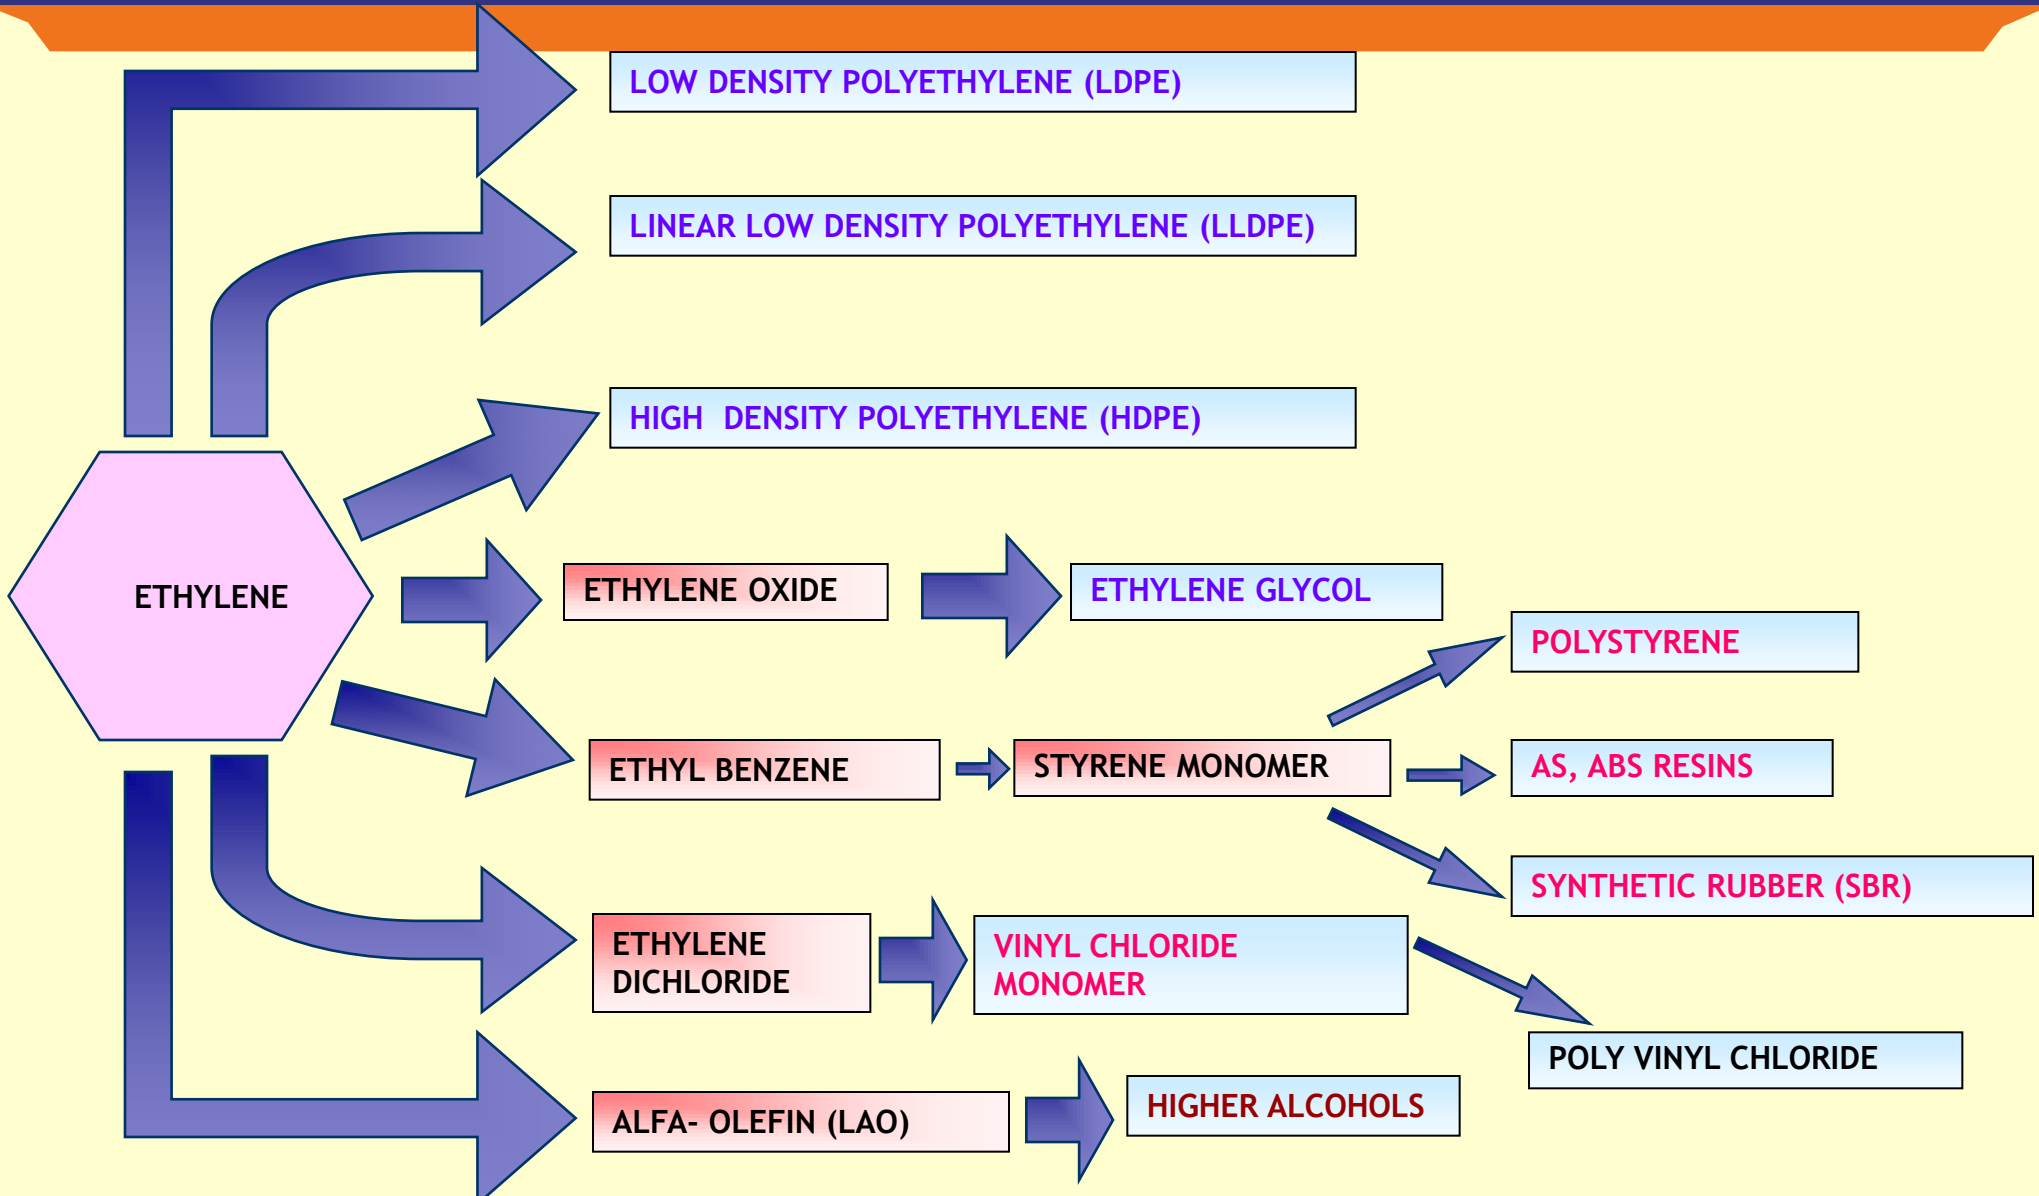 LOW DENSITY POLYETHYLENE (LDPE)
LINEAR LOW DENSITY POLYETHYLENE (LLDPE)
HIGH  DENSITY POLYETHYLENE (HDPE)
ETHYLENE
ETHYLENE OXIDE
ETHYLENE GLYCOL
POLYSTYRENE
ETHYL BENZENE
STYRENE MONOMER
AS, ABS RESINS
SYNTHETIC RUBBER (SBR)
ETHYLENE
DICHLORIDE
VINYL CHLORIDE
MONOMER
POLY VINYL CHLORIDE
ALFA- OLEFIN (LAO)
HIGHER ALCOHOLS